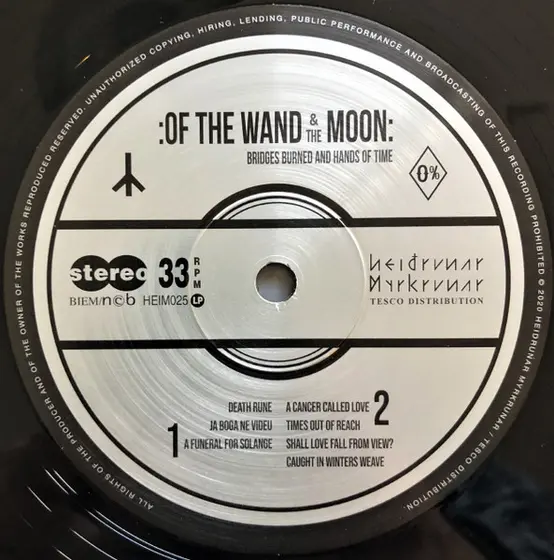 ALL RIGHTS OF THE PRODUCER AND OF THE OWNER OF THE WORKS REPRODUCED RESERVED. UNAUTHORIZED COPYING, HIRING, LENDING, PUBLIC PERFORMANCE AND BROADCASTING OF THIS RECORDING PROHIBITED © 2020 HEIDRUNAR MYRKRUNAR / TESCO DISTRIBUTION.
:OF THE WAND & THE MOON:
BRIDGES BURNED AND HANDS OF TIME
0%
stereo 33 RPM
BIEM/n©b HEIM025 LP
Heiðrunar
Myrkrunar
TESCO DISTRIBUTION
1
DEATH RUNE
JA BOGA NE VIDEU
A FUNERAL FOR SOLANGE
2
A CANCER CALLED LOVE
TIMES OUT OF REACH
SHALL LOVE FALL FROM VIEW?
CAUGHT IN WINTERS WEAVE